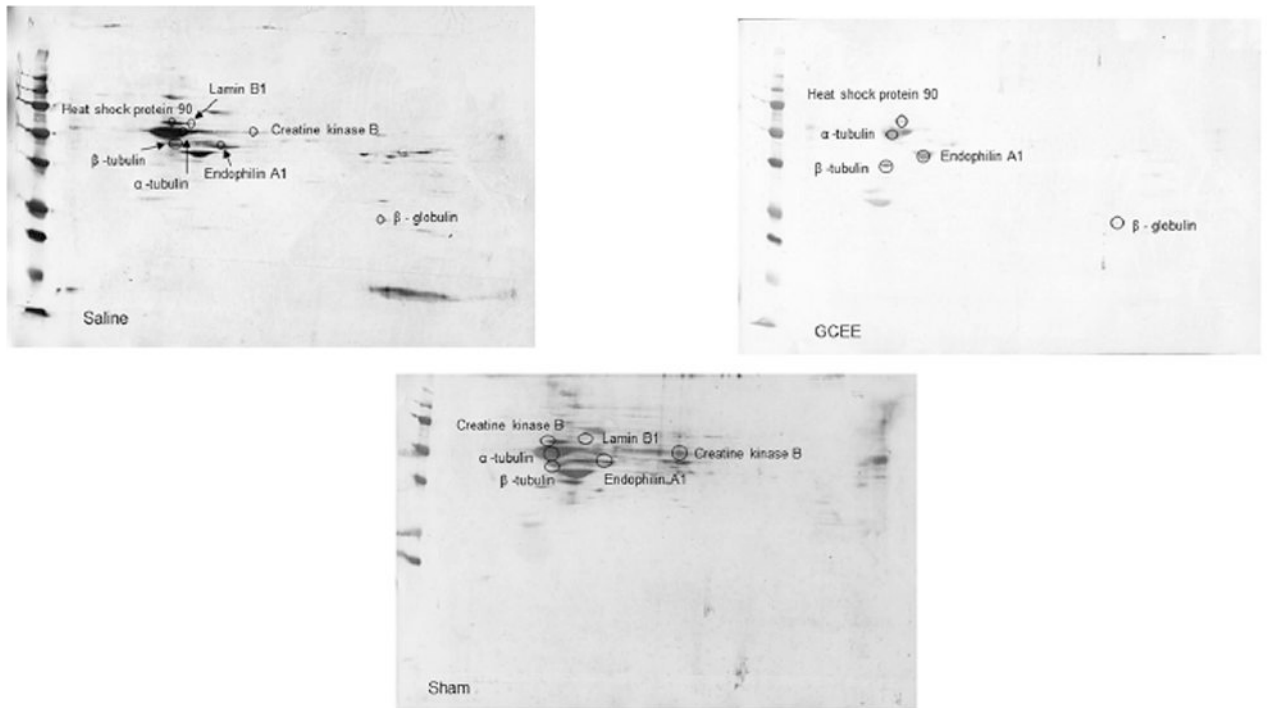 Lamin B1
Heat shock protein 90
Creatine kinase B
β -tubulin
Endophilin A1
α -tubulin
β - globulin
Saline
Heat shock protein 90
α -tubulin
Endophilin A1
β -tubulin
β - globulin
GCEE
Creatine kinase B
Lamin B1
α -tubulin
Creatine kinase B
β -tubulin
Endophilin A1
Sham